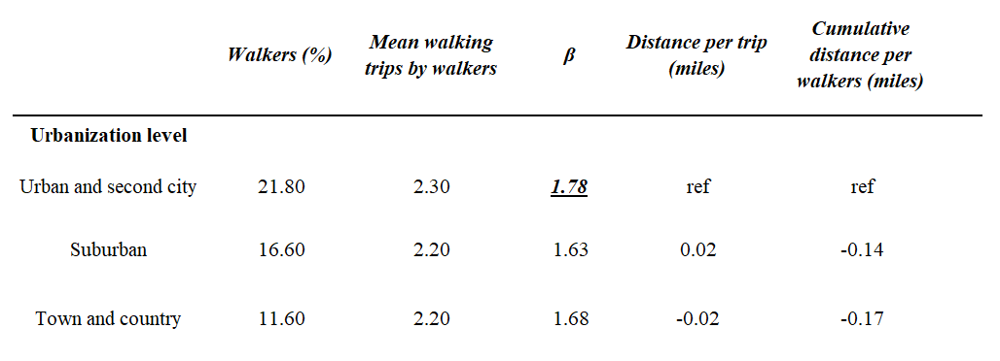 Walkers (%) Mean walking trips by walkers β Distance per trip (miles) Cumulative distance per walkers (miles)
Urbanization level
Urban and second city 21.80 2.30 1.78 ref ref
Suburban 16.60 2.20 1.63 0.02 -0.14
Town and country 11.60 2.20 1.68 -0.02 -0.17